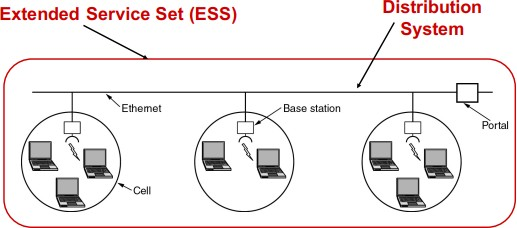 Extended Service Set (ESS)
Distribution
System
Ethernet
Base station
Portal
Cell